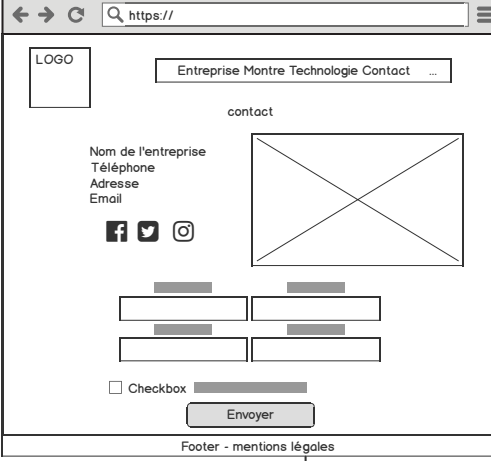 https://
LOGO
Entreprise Montre Technologie Contact ...
contact
Nom de l'entreprise
Téléphone
Adresse
Email
Checkbox
Envoyer
Footer - mentions légales